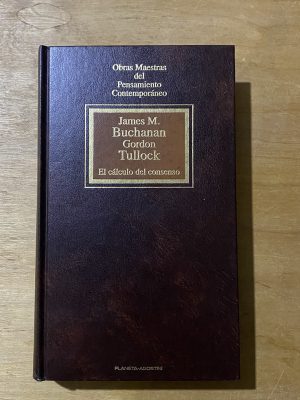 Obras Maestras
del
Pensamiento
Contemporáneo
James M.
Buchanan
Gordon
Tullock
El cálculo del consenso
PLANETA-AGOSTINI